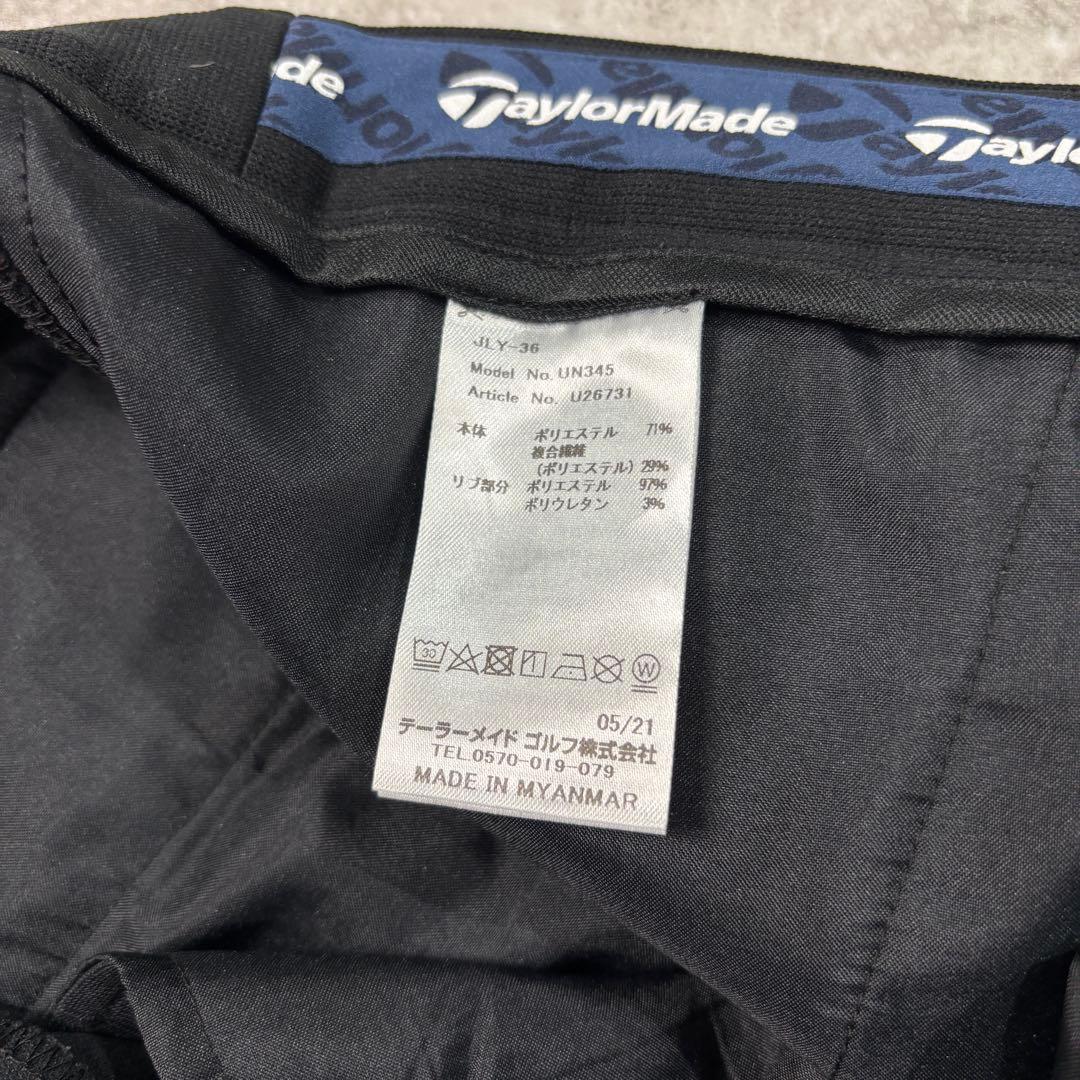 de TaylorMade Taylo
JLY-36
Model No. UN345
Article No. U26731
本体 ポリエステル 71%
複合繊維
(ポリエステル) 29%
リブ部分 ポリエステル 97%
ポリウレタン 3%
30 W
05/21
テーラーメイド ゴルフ株式会社
TEL.0570-019-079
MADE IN MYANMAR